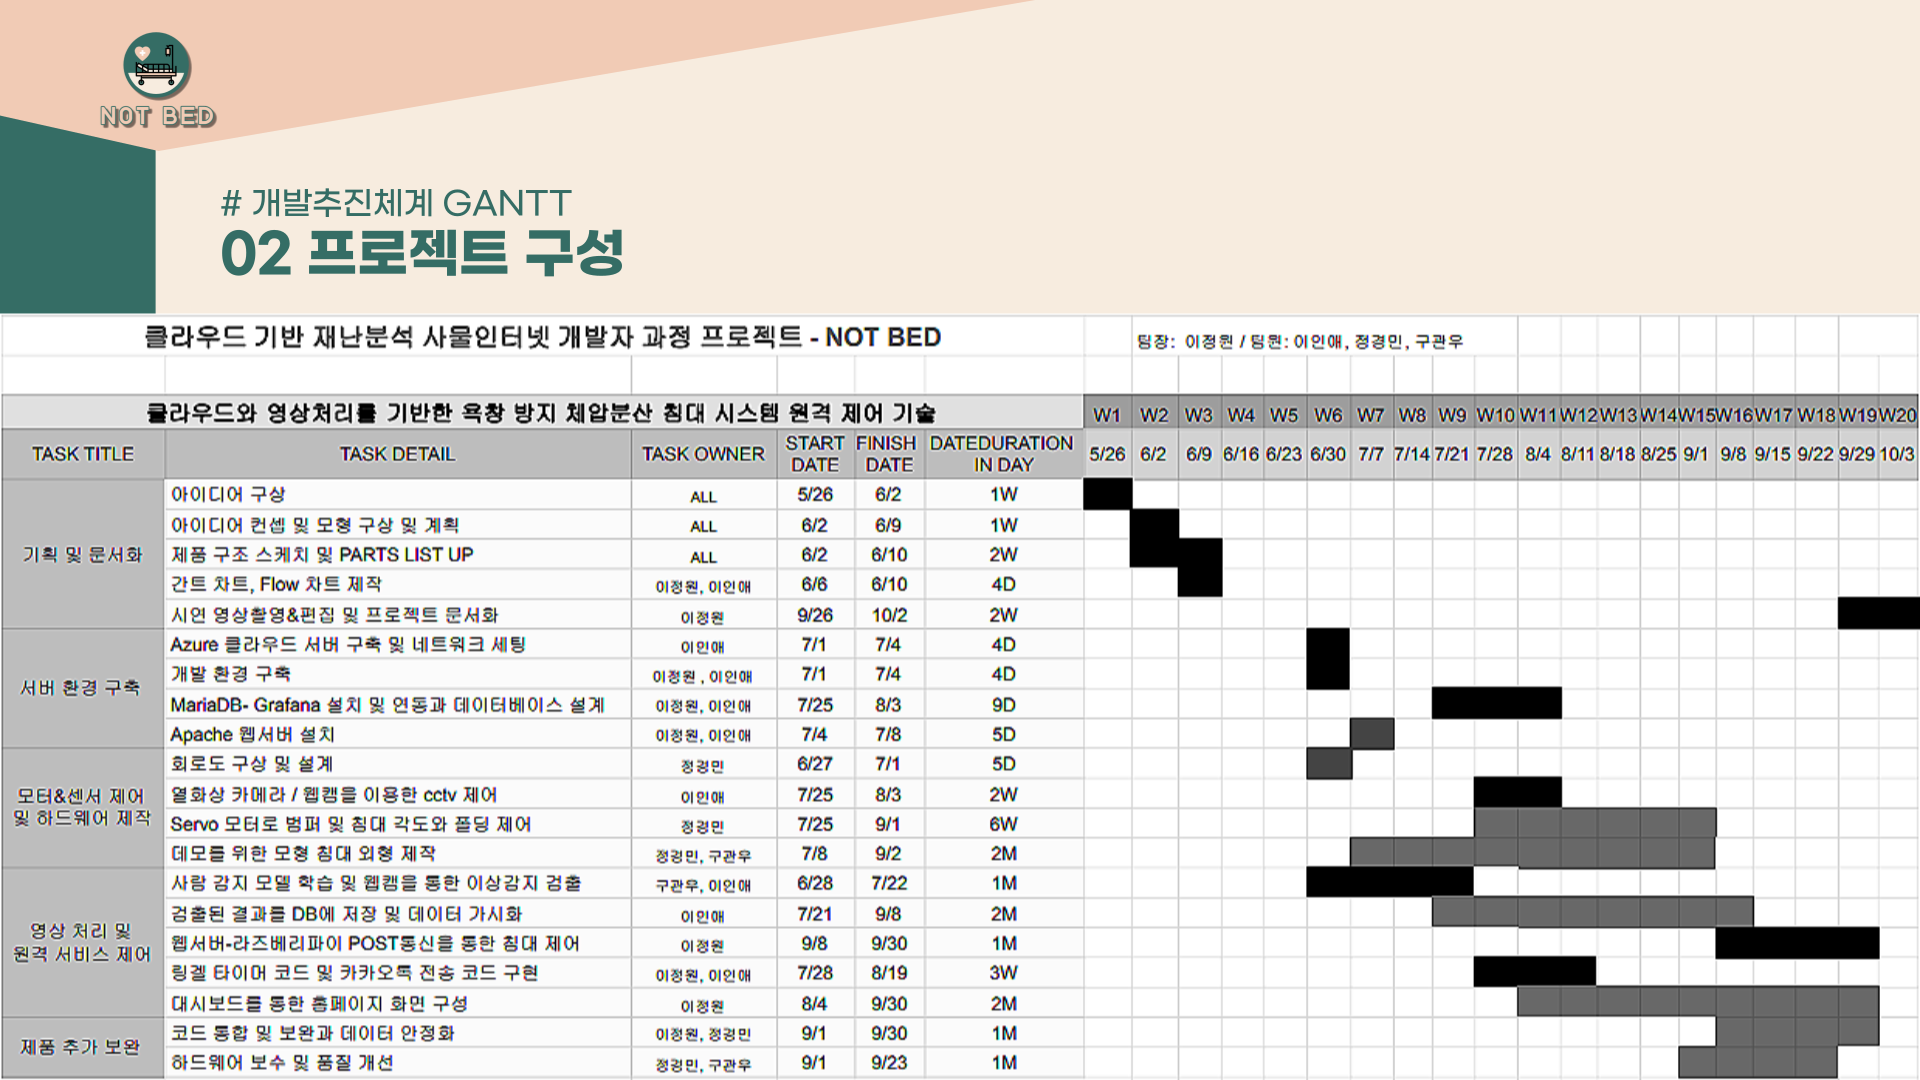 NOT BED
# 개발추진체계 GANTT
02 프로젝트 구성
클라우드 기반 재난분석 사물인터넷 개발자 과정 프로젝트 - NOT BED
팀장: 이정원 / 팀원: 이인애, 정경민, 구관우
클라우드와 영상처리를 기반한 욕창 방지 체압분산 침대 시스템 원격 제어 기술 W1 W2 W3 W4 W5 W6 W7 W8 W9 W10 W11 W12 W13 W14 W15 W16 W17 W18 W19 W20
TASK TITLE TASK DETAIL TASK OWNER START DATE FINISH DATE DATEDURATION IN DAY 5/26 6/2 6/9 6/16 6/23 6/30 7/7 7/14 7/21 7/28 8/4 8/11 8/18 8/25 9/1 9/8 9/15 9/22 9/29 10/3
기획 및 문서화
아이디어 구상 ALL 5/26 6/2 1W
아이디어 컨셉 및 모형 구상 및 계획 ALL 6/2 6/9 1W
제품 구조 스케치 및 PARTS LIST UP ALL 6/2 6/10 2W
간트 차트, Flow 차트 제작 이정원, 이인애 6/6 6/10 4D
시연 영상촬영&편집 및 프로젝트 문서화 이정원 9/26 10/2 2W
서버 환경 구축
Azure 클라우드 서버 구축 및 네트워크 세팅 이인애 7/1 7/4 4D
개발 환경 구축 이정원 , 이인애 7/1 7/4 4D
MariaDB- Grafana 설치 및 연동과 데이터베이스 설계 이정원, 이인애 7/25 8/3 9D
Apache 웹서버 설치 이정원, 이인애 7/4 7/8 5D
모터&센서 제어
및 하드웨어 제작
회로도 구상 및 설계 정경민 6/27 7/1 5D
열화상 카메라 / 웹캠을 이용한 cctv 제어 이인애 7/25 8/3 2W
Servo 모터로 범퍼 및 침대 각도와 폴딩 제어 정경민 7/25 9/1 6W
데모를 위한 모형 침대 외형 제작 정경민, 구관우 7/8 9/2 2M
영상 처리 및
원격 서비스 제어
사람 감지 모델 학습 및 웹캠을 통한 이상감지 검출 구관우, 이인애 6/28 7/22 1M
검출된 결과를 DB에 저장 및 데이터 가시화 이인애 7/21 9/8 2M
웹서버-라즈베리파이 POST통신을 통한 침대 제어 이정원 9/8 9/30 1M
링겔 타이머 코드 및 카카오톡 전송 코드 구현 이정원, 이인애 7/28 8/19 3W
대시보드를 통한 홈페이지 화면 구성 이정원 8/4 9/30 2M
제품 추가 보완
코드 통합 및 보완과 데이터 안정화 이정원, 정경민 9/1 9/30 1M
하드웨어 보수 및 품질 개선 정경민, 구관우 9/1 9/23 1M